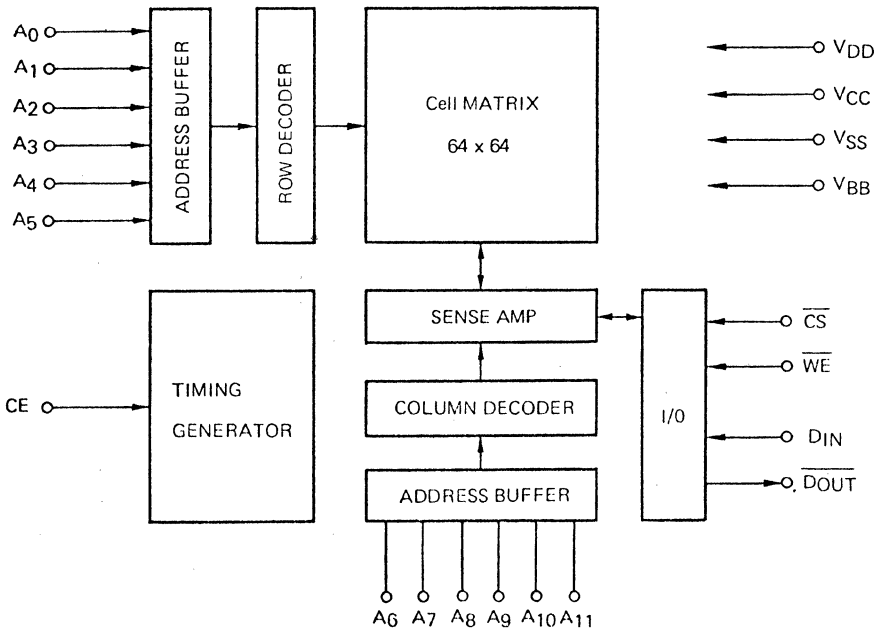 A0
A1
A2
A3
A4
A5
ADDRESS BUFFER
ROW DECODER
Cell MATRIX
64 x 64
VDD
VCC
VSS
VBB
CE
TIMING
GENERATOR
SENSE AMP
COLUMN DECODER
ADDRESS BUFFER
I/O
CS
WE
DIN
DOUT
A6 A7 A8 A9 A10 A11